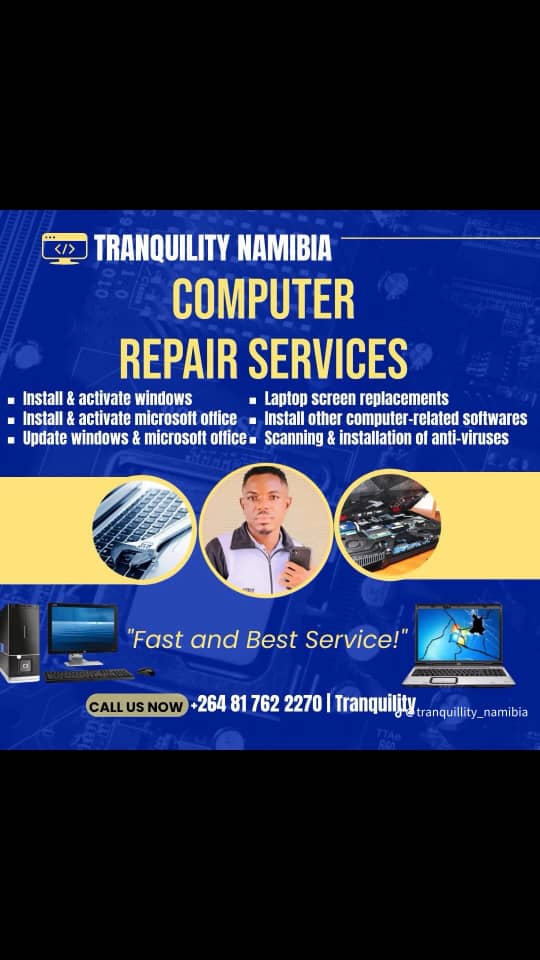 </>
TRANQUILITY NAMIBIA
COMPUTER
REPAIR SERVICES
▪ Install & activate windows
▪ Install & activate microsoft office
▪ Update windows & microsoft office
▪ Laptop screen replacements
▪ Install other computer-related softwares
▪ Scanning & installation of anti-viruses
"Fast and Best Service!"
CALL US NOW +264 81 762 2270 | Tranquility
@tranquillity_namibia